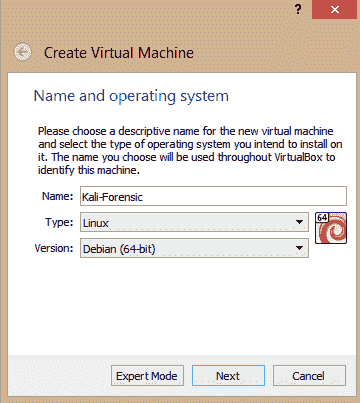 ?
Create Virtual Machine
Name and operating system
Please choose a descriptive name for the new virtual machine
and select the type of operating system you intend to install on
it. The name you choose will be used throughout VirtualBox to
identify this machine.
Name: Kali-Forensic
Type: Linux
64
Version: Debian (64-bit)
Expert Mode Next Cancel